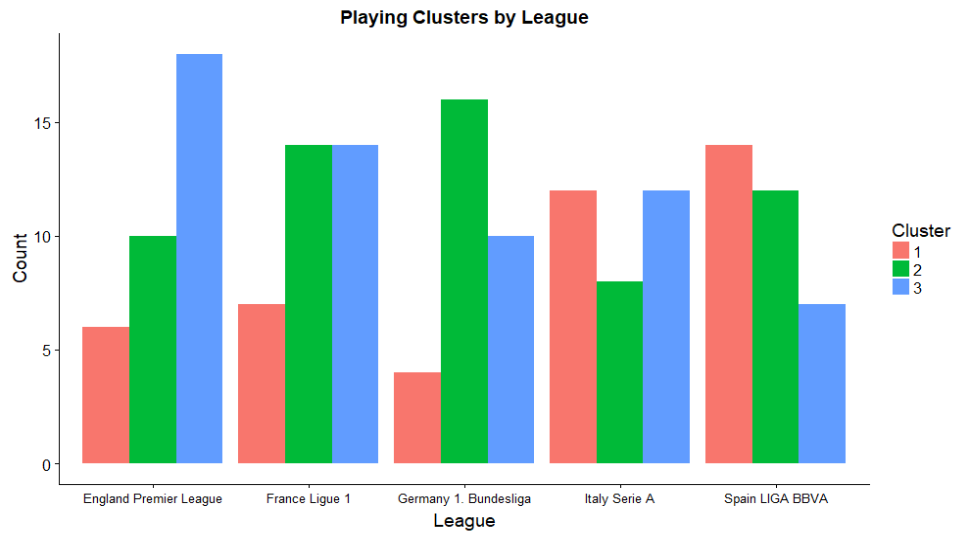 Playing Clusters by League
Count
15
10
5
0
England Premier League
France Ligue 1
Germany 1. Bundesliga
Italy Serie A
Spain LIGA BBVA
League
Cluster
1
2
3